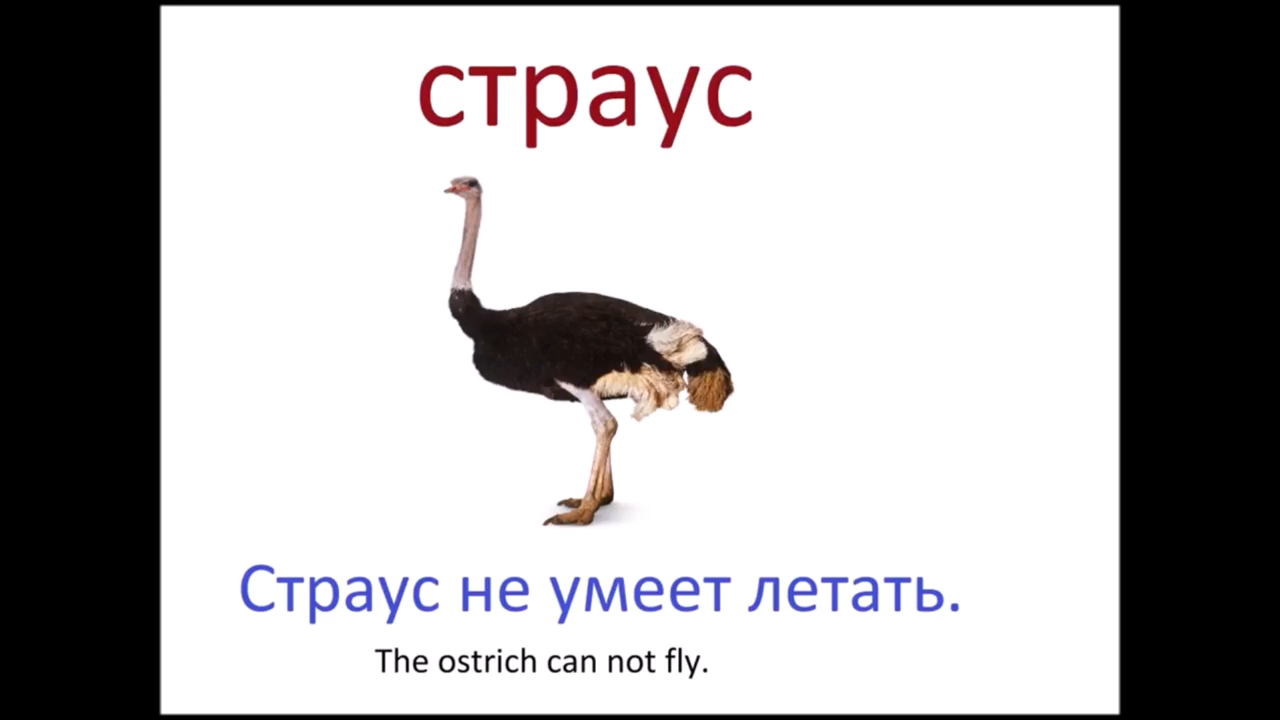 страус
Страус не умеет летать.
The ostrich can not fly.